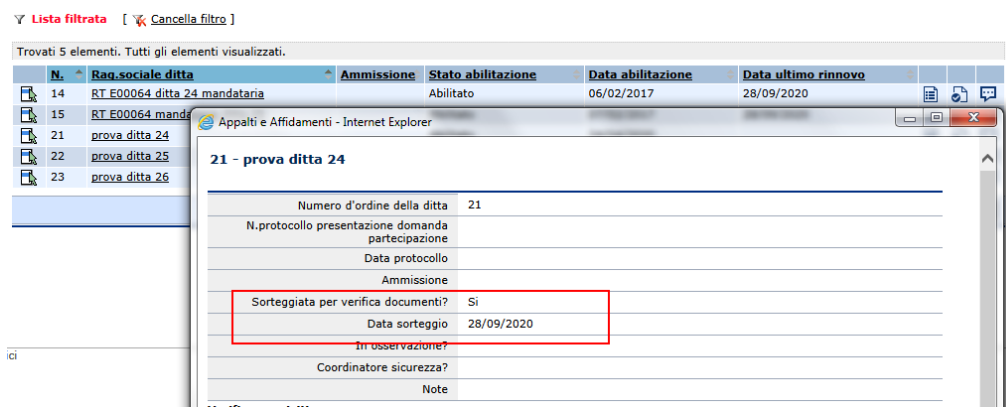 Lista filtrata [ Cancella filtro ]
Trovati 5 elementi. Tutti gli elementi visualizzati.
N. Rag.sociale ditta Ammissione Stato abilitazione Data abilitazione Data ultimo rinnovo
14 RT E00064 ditta 24 mandataria Abilitato 06/02/2017 28/09/2020
15 RT E00064 manda
21 prova ditta 24
22 prova ditta 25
23 prova ditta 26
Appalti e Affidamenti - Internet Explorer
21 - prova ditta 24
Numero d'ordine della ditta 21
N.protocollo presentazione domanda
partecipazione
Data protocollo
Ammissione
Sorteggiata per verifica documenti? Si
Data sorteggio 28/09/2020
In osservazione?
Coordinatore sicurezza?
Note
ici